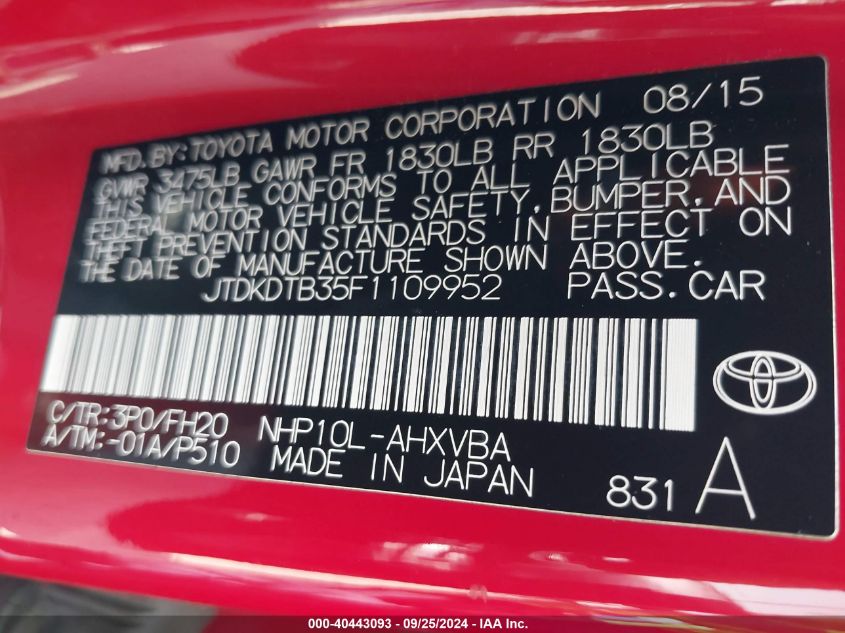 MFD. BY: TOYOTA MOTOR CORPORATION 08/15
GVWR 3475LB GAWR FR 1830LB RR 1830LB
THIS VEHICLE CONFORMS TO ALL APPLICABLE
FEDERAL MOTOR VEHICLE SAFETY, BUMPER, AND
THEFT PREVENTION STANDARDS IN EFFECT ON
THE DATE OF MANUFACTURE SHOWN ABOVE.
JTDKDTB35F1109952 PASS. CAR
C/TR: 3P0/FH20 NHP10L-AHXVBA
A/TM: -01A/P510 MADE IN JAPAN 831 A
000-40443093 - 09/25/2024 - IAA Inc.